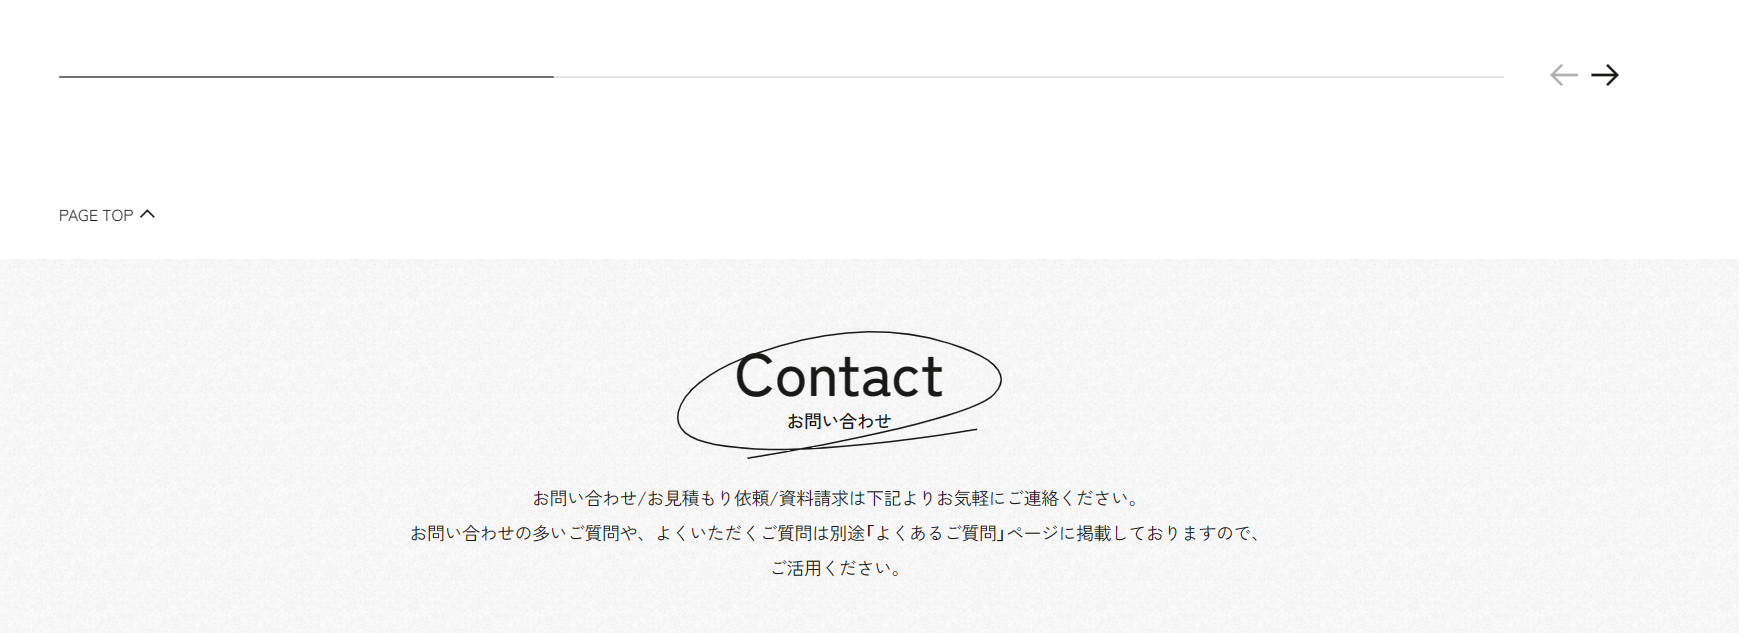 PAGE TOP
Contact
お問い合わせ
お問い合わせ/お見積もり依頼/資料請求は下記よりお気軽にご連絡ください。
お問い合わせの多いご質問や、よくいただくご質問は別途「よくあるご質問」ページに掲載しておりますので、
ご活用ください。